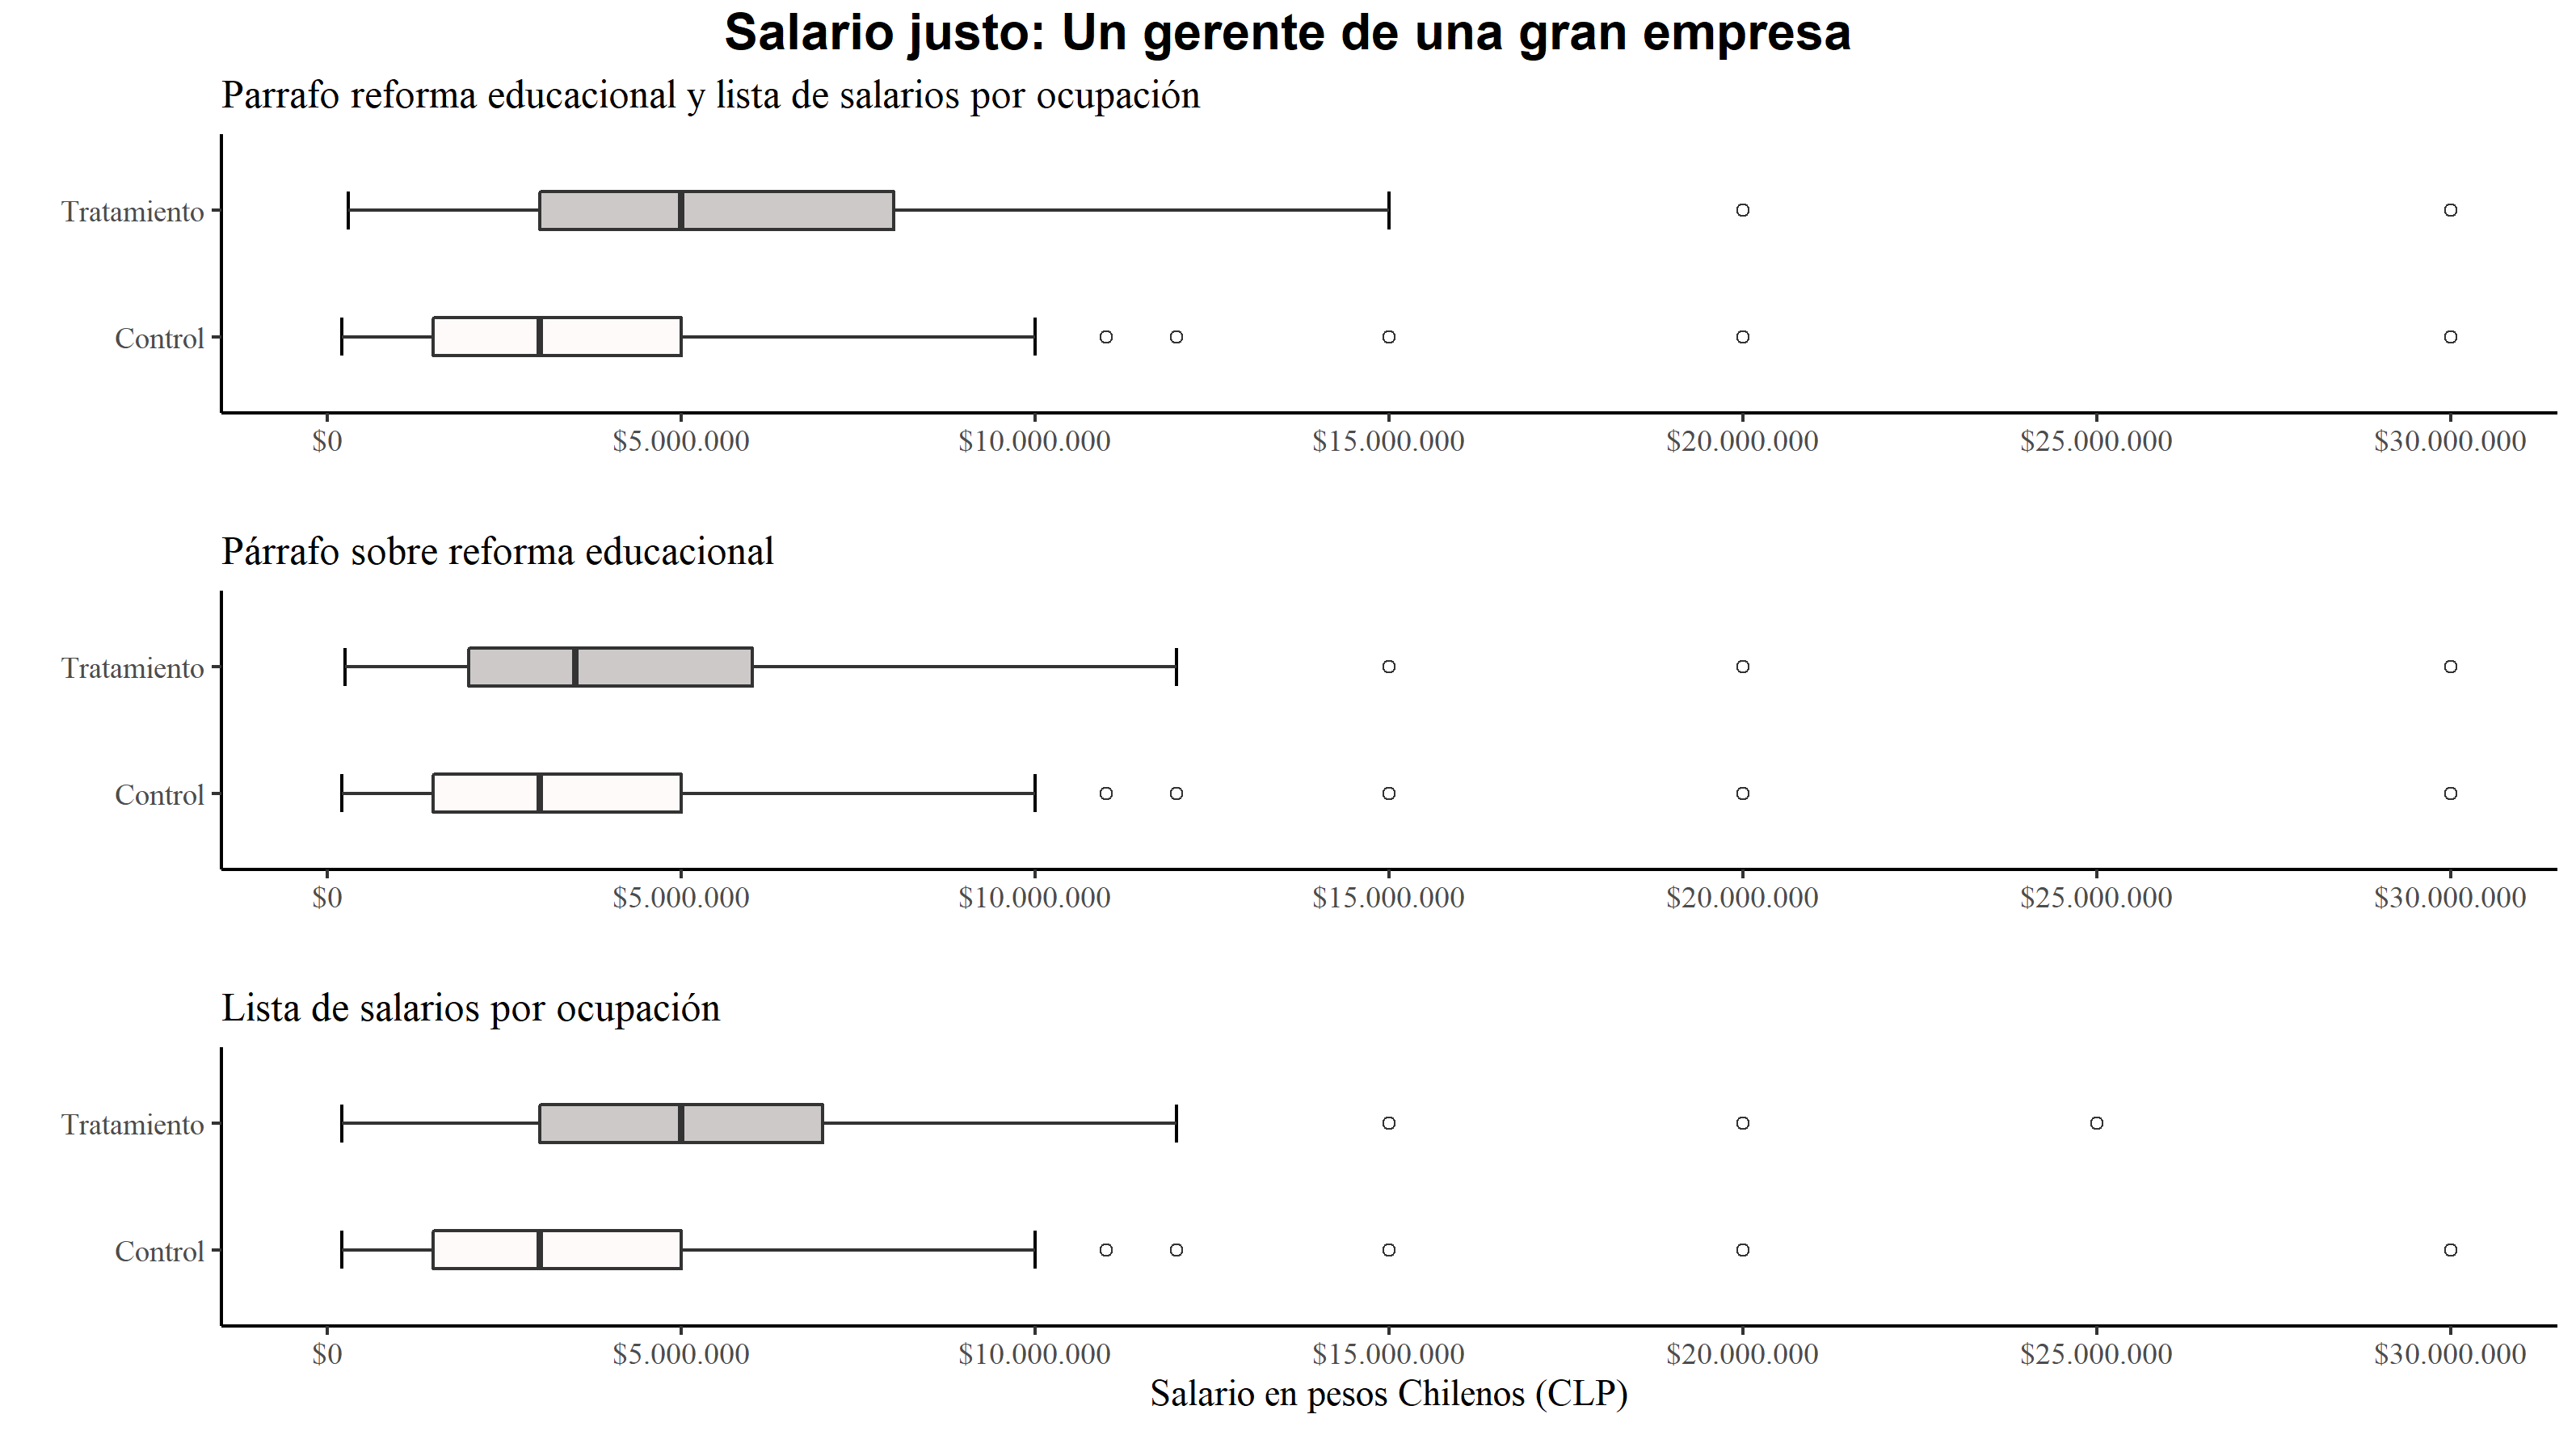 Salario justo: Un gerente de una gran empresa
Parrafo reforma educacional y lista de salarios por ocupación
Tratamiento
Control
$0 $5.000.000 $10.000.000 $15.000.000 $20.000.000 $25.000.000 $30.000.000
Párrafo sobre reforma educacional
Tratamiento
Control
$0 $5.000.000 $10.000.000 $15.000.000 $20.000.000 $25.000.000 $30.000.000
Lista de salarios por ocupación
Tratamiento
Control
$0 $5.000.000 $10.000.000 $15.000.000 $20.000.000 $25.000.000 $30.000.000
Salario en pesos Chilenos (CLP)